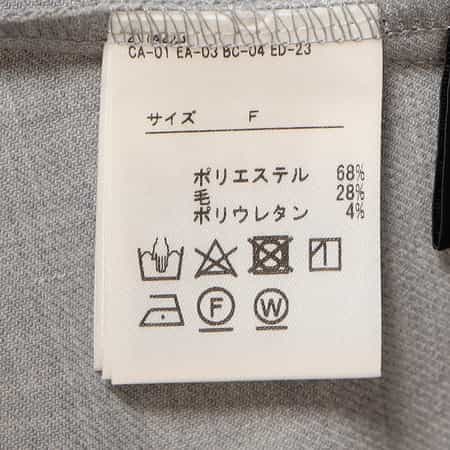 CA-01 EA-03 BC-04 ED-23
サイズ F
ポリエステル 68%
毛 28%
ポリウレタン 4%
F W